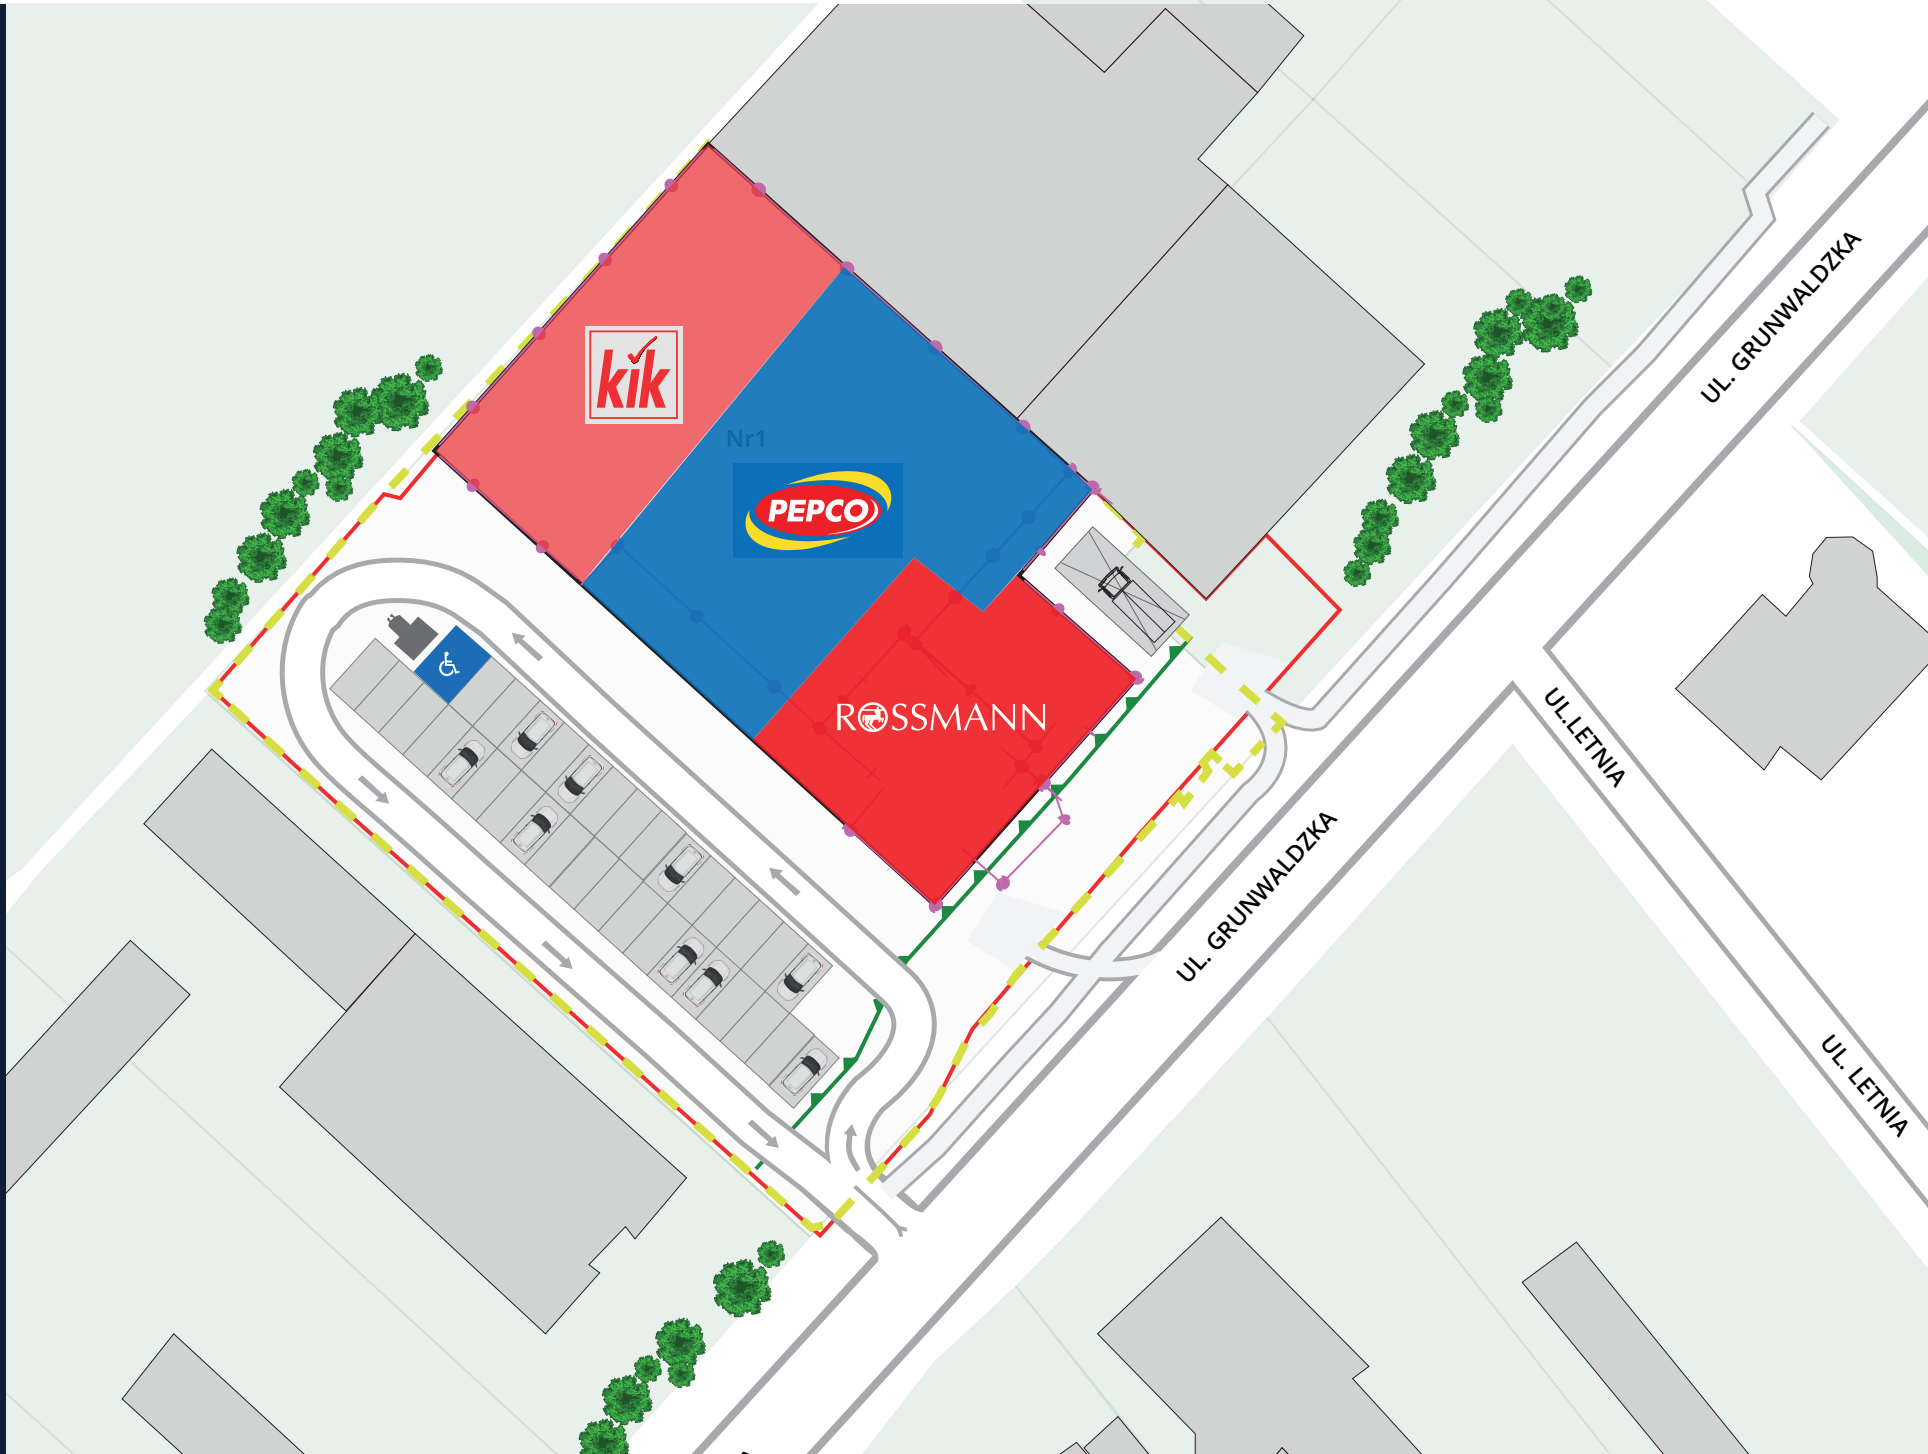 UL. GRUNWALDZKA
kik
Nr1
PEPCO
ROSSMANN
UL.LETNIA
UL. GRUNWALDZKA
UL. LETNIA